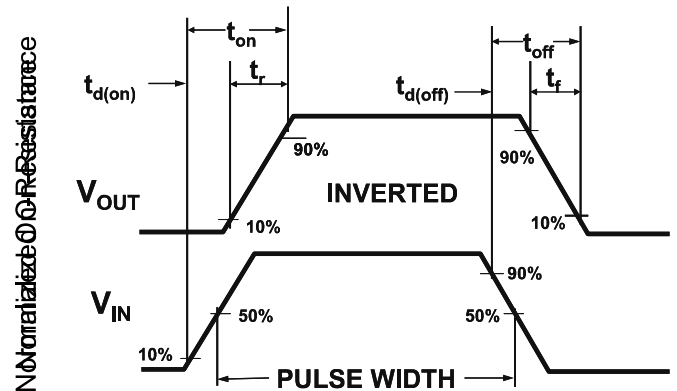 t_on
t_off
t_d(on)
t_r
t_d(off)
t_f
90%
90%
V_OUT
INVERTED
10%
10%
V_IN
90%
50%
50%
10%
PULSE WIDTH